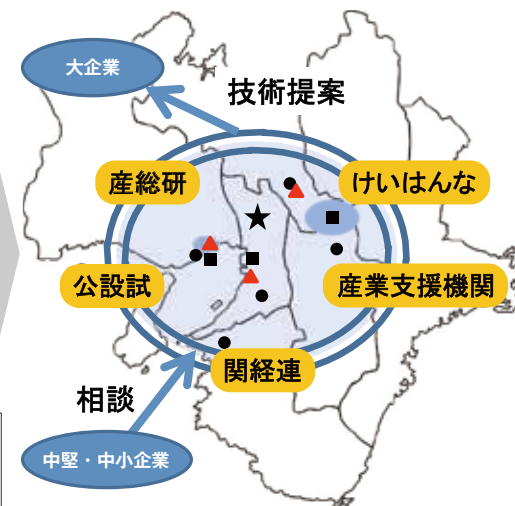 大企業
技術提案
産総研
けいはんな
公設試
産業支援機関
関経連
相談
中堅・中小企業